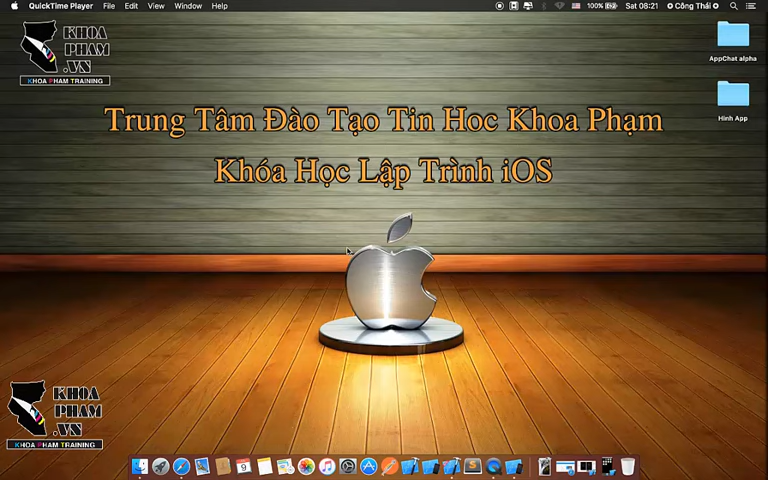 QuickTime Player File Edit View Window Help 100% Sat 08:21 Công Thái
KHOA
PHAM
.VN
KHOA PHAM TRAINING
AppChat alpha
Hinh App
Trung Tâm Đào Tạo Tin Hoc Khoa Phạm
Khóa Học Lập Trình iOS
KHOA
PHAM
.VN
KHOA PHAM TRAINING
9